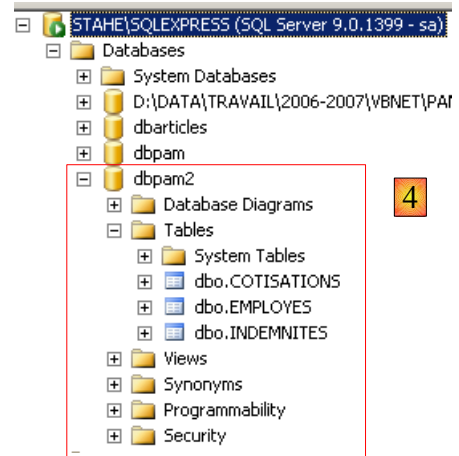 STAHE\SQLEXPRESS (SQL Server 9.0.1399 - sa)
Databases
System Databases
D:\DATA\TRAVAIL\2006-2007\VBNET\PAM
dbarticles
dbpam
dbpam2
4
Database Diagrams
Tables
System Tables
dbo.COTISATIONS
dbo.EMPLOYES
dbo.INDEMNITES
Views
Synonyms
Programmability
Security